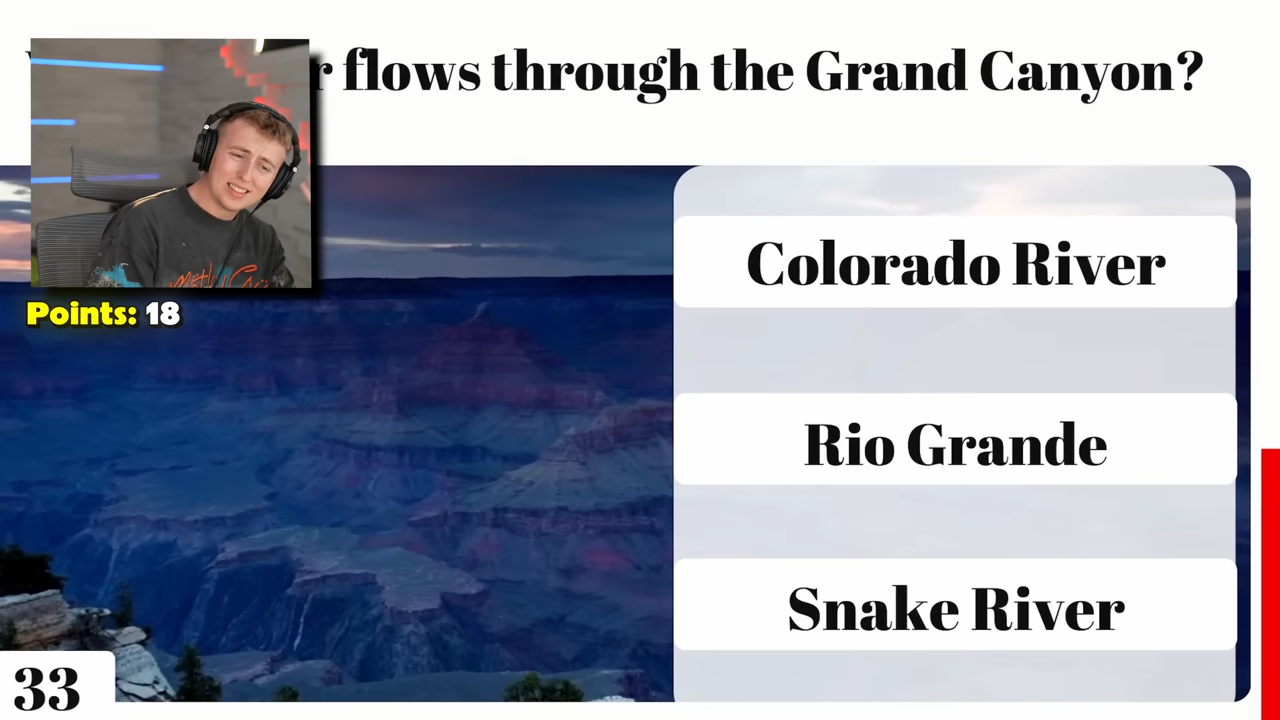 flows through the Grand Canyon?
Points: 18
Colorado River
Rio Grande
Snake River
33